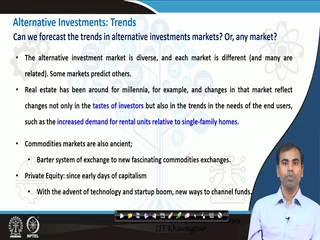 Alternative Investments: Trends
Can we forecast the trends in alternative investments markets? Or, any market?
• The alternative investment market is diverse, and each market is different (and many are
related). Some markets predict others.
• Real estate has been around for millennia, for example, and changes in that market reflect
changes not only in the tastes of investors but also in the trends in the needs of the end users,
such as the increased demand for rental units relative to single-family homes.
• Commodities markets are also ancient;
• Barter system of exchange to new fascinating commodities exchanges.
• Private Equity: since early days of capitalism
• With the advent of technology and startup boom, new ways to channel funds.
NPTEL
IIT Kharagpur